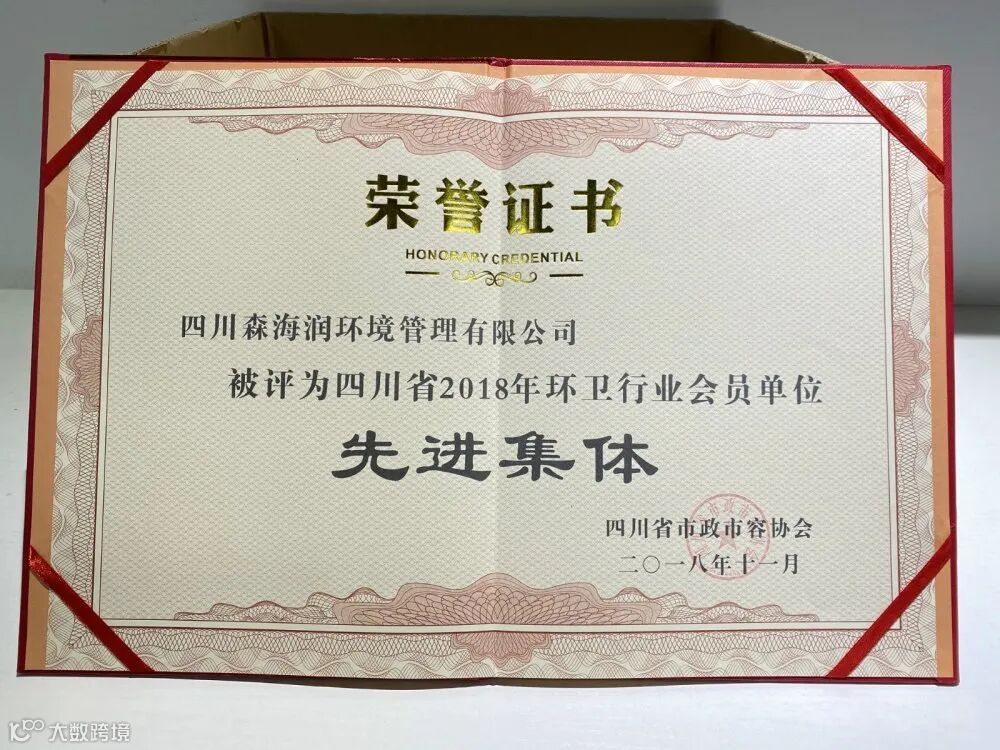 荣誉证书
HONORARY CREDENTIAL
四川森海润环境管理有限公司
被评为四川省2018年环卫行业会员单位
先进集体
四川省市政市容协会
二〇一八年十一月
大数跨境